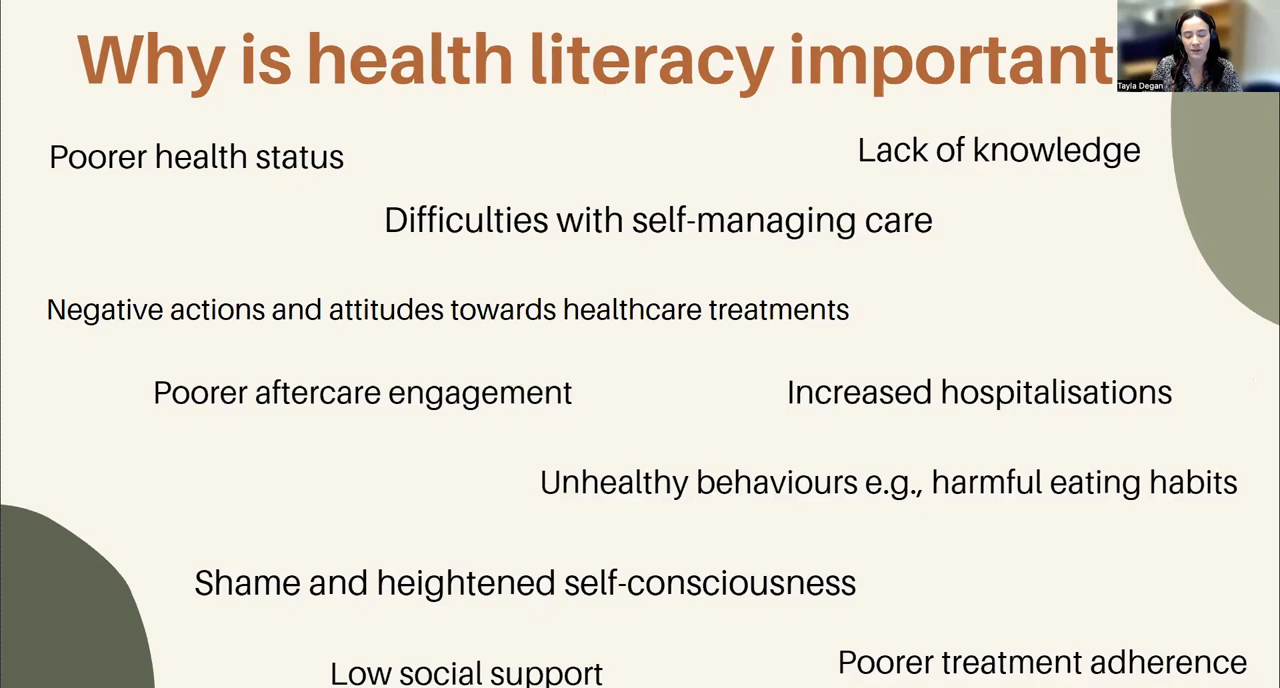 Why is health literacy important
Tayla Degan
Poorer health status
Lack of knowledge
Difficulties with self-managing care
Negative actions and attitudes towards healthcare treatments
Poorer aftercare engagement
Increased hospitalisations
Unhealthy behaviours e.g., harmful eating habits
Shame and heightened self-consciousness
Low social support
Poorer treatment adherence